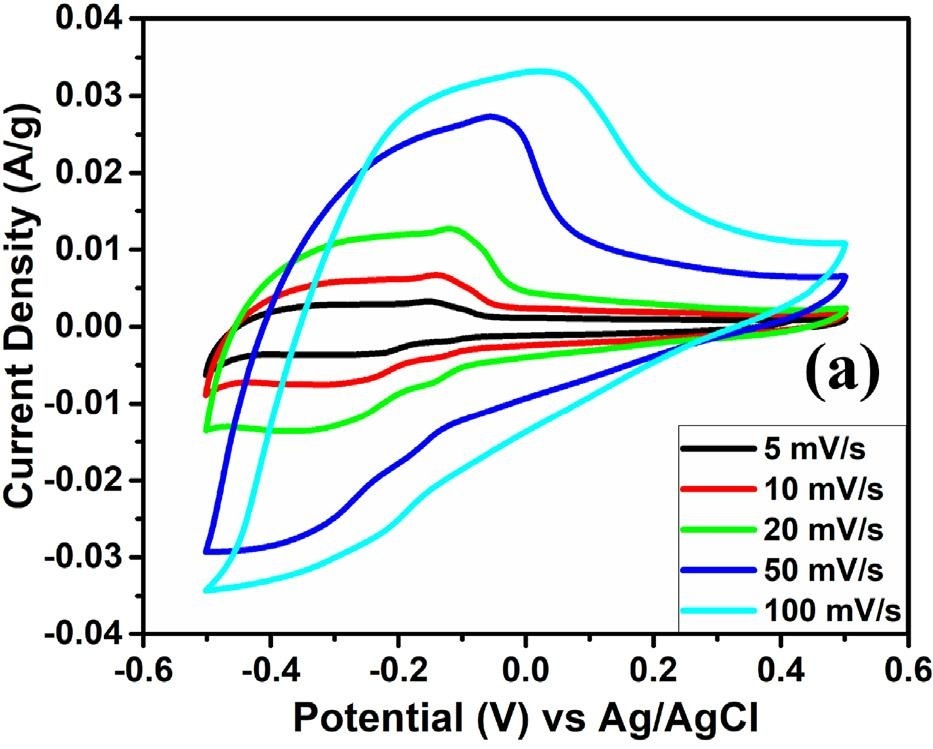 Current Density (A/g)
0.04
0.03
0.02
0.01
0.00
-0.01
-0.02
-0.03
-0.04
(a)
5 mV/s
10 mV/s
20 mV/s
50 mV/s
100 mV/s
-0.6 -0.4 -0.2 0.0 0.2 0.4 0.6
Potential (V) vs Ag/AgCl